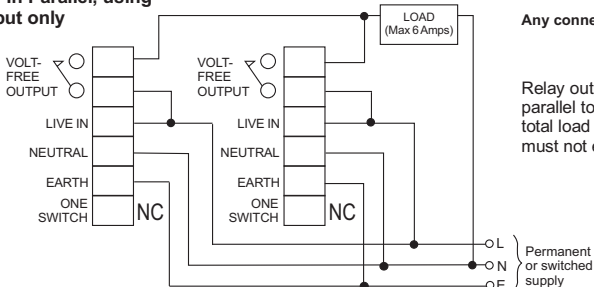 in Parallel, using
out only
LOAD
(Max 6 Amps)
Any conne
VOLT-
FREE
OUTPUT
LIVE IN
NEUTRAL
EARTH
ONE
SWITCH
NC
VOLT-
FREE
OUTPUT
LIVE IN
NEUTRAL
EARTH
ONE
SWITCH
NC
Relay out
parallel to
total load
must not e
L
N
E
Permanent
or switched
supply